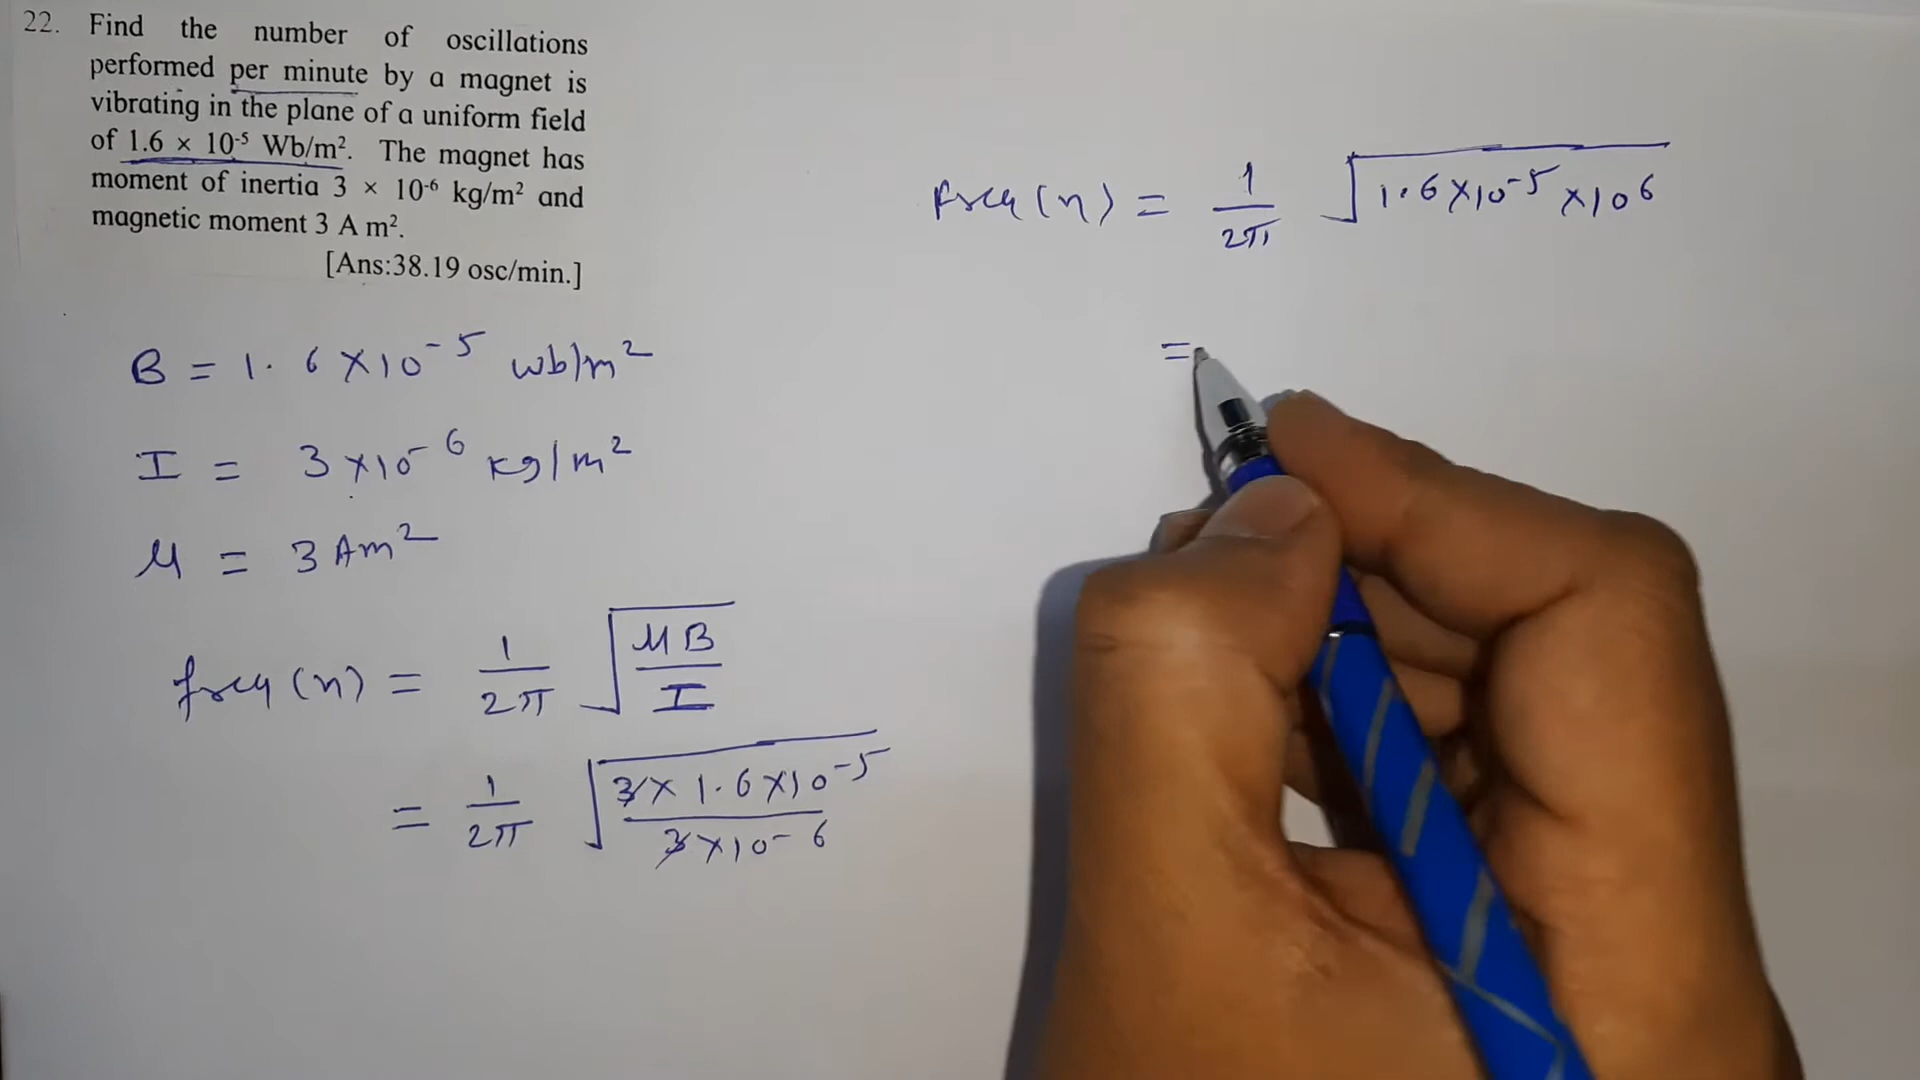 22. Find the number of oscillations
performed per minute by a magnet is
vibrating in the plane of a uniform field
of 1.6 × 10⁻⁵ Wb/m². The magnet has
moment of inertia 3 × 10⁻⁶ kg/m² and
magnetic moment 3 A m².
[Ans:38.19 osc/min.]
B = 1.6 ×10⁻⁵ wb/m²
I = 3 ×10⁻⁶ kg/m²
M = 3 Am²
freq (n) = 1/2π √(MB/I)
= 1/2π √(3 × 1.6 ×10⁻⁵ / 3 ×10⁻⁶)
freq (n) = 1/2π √(1.6 ×10⁻⁵ ×10⁶)
=